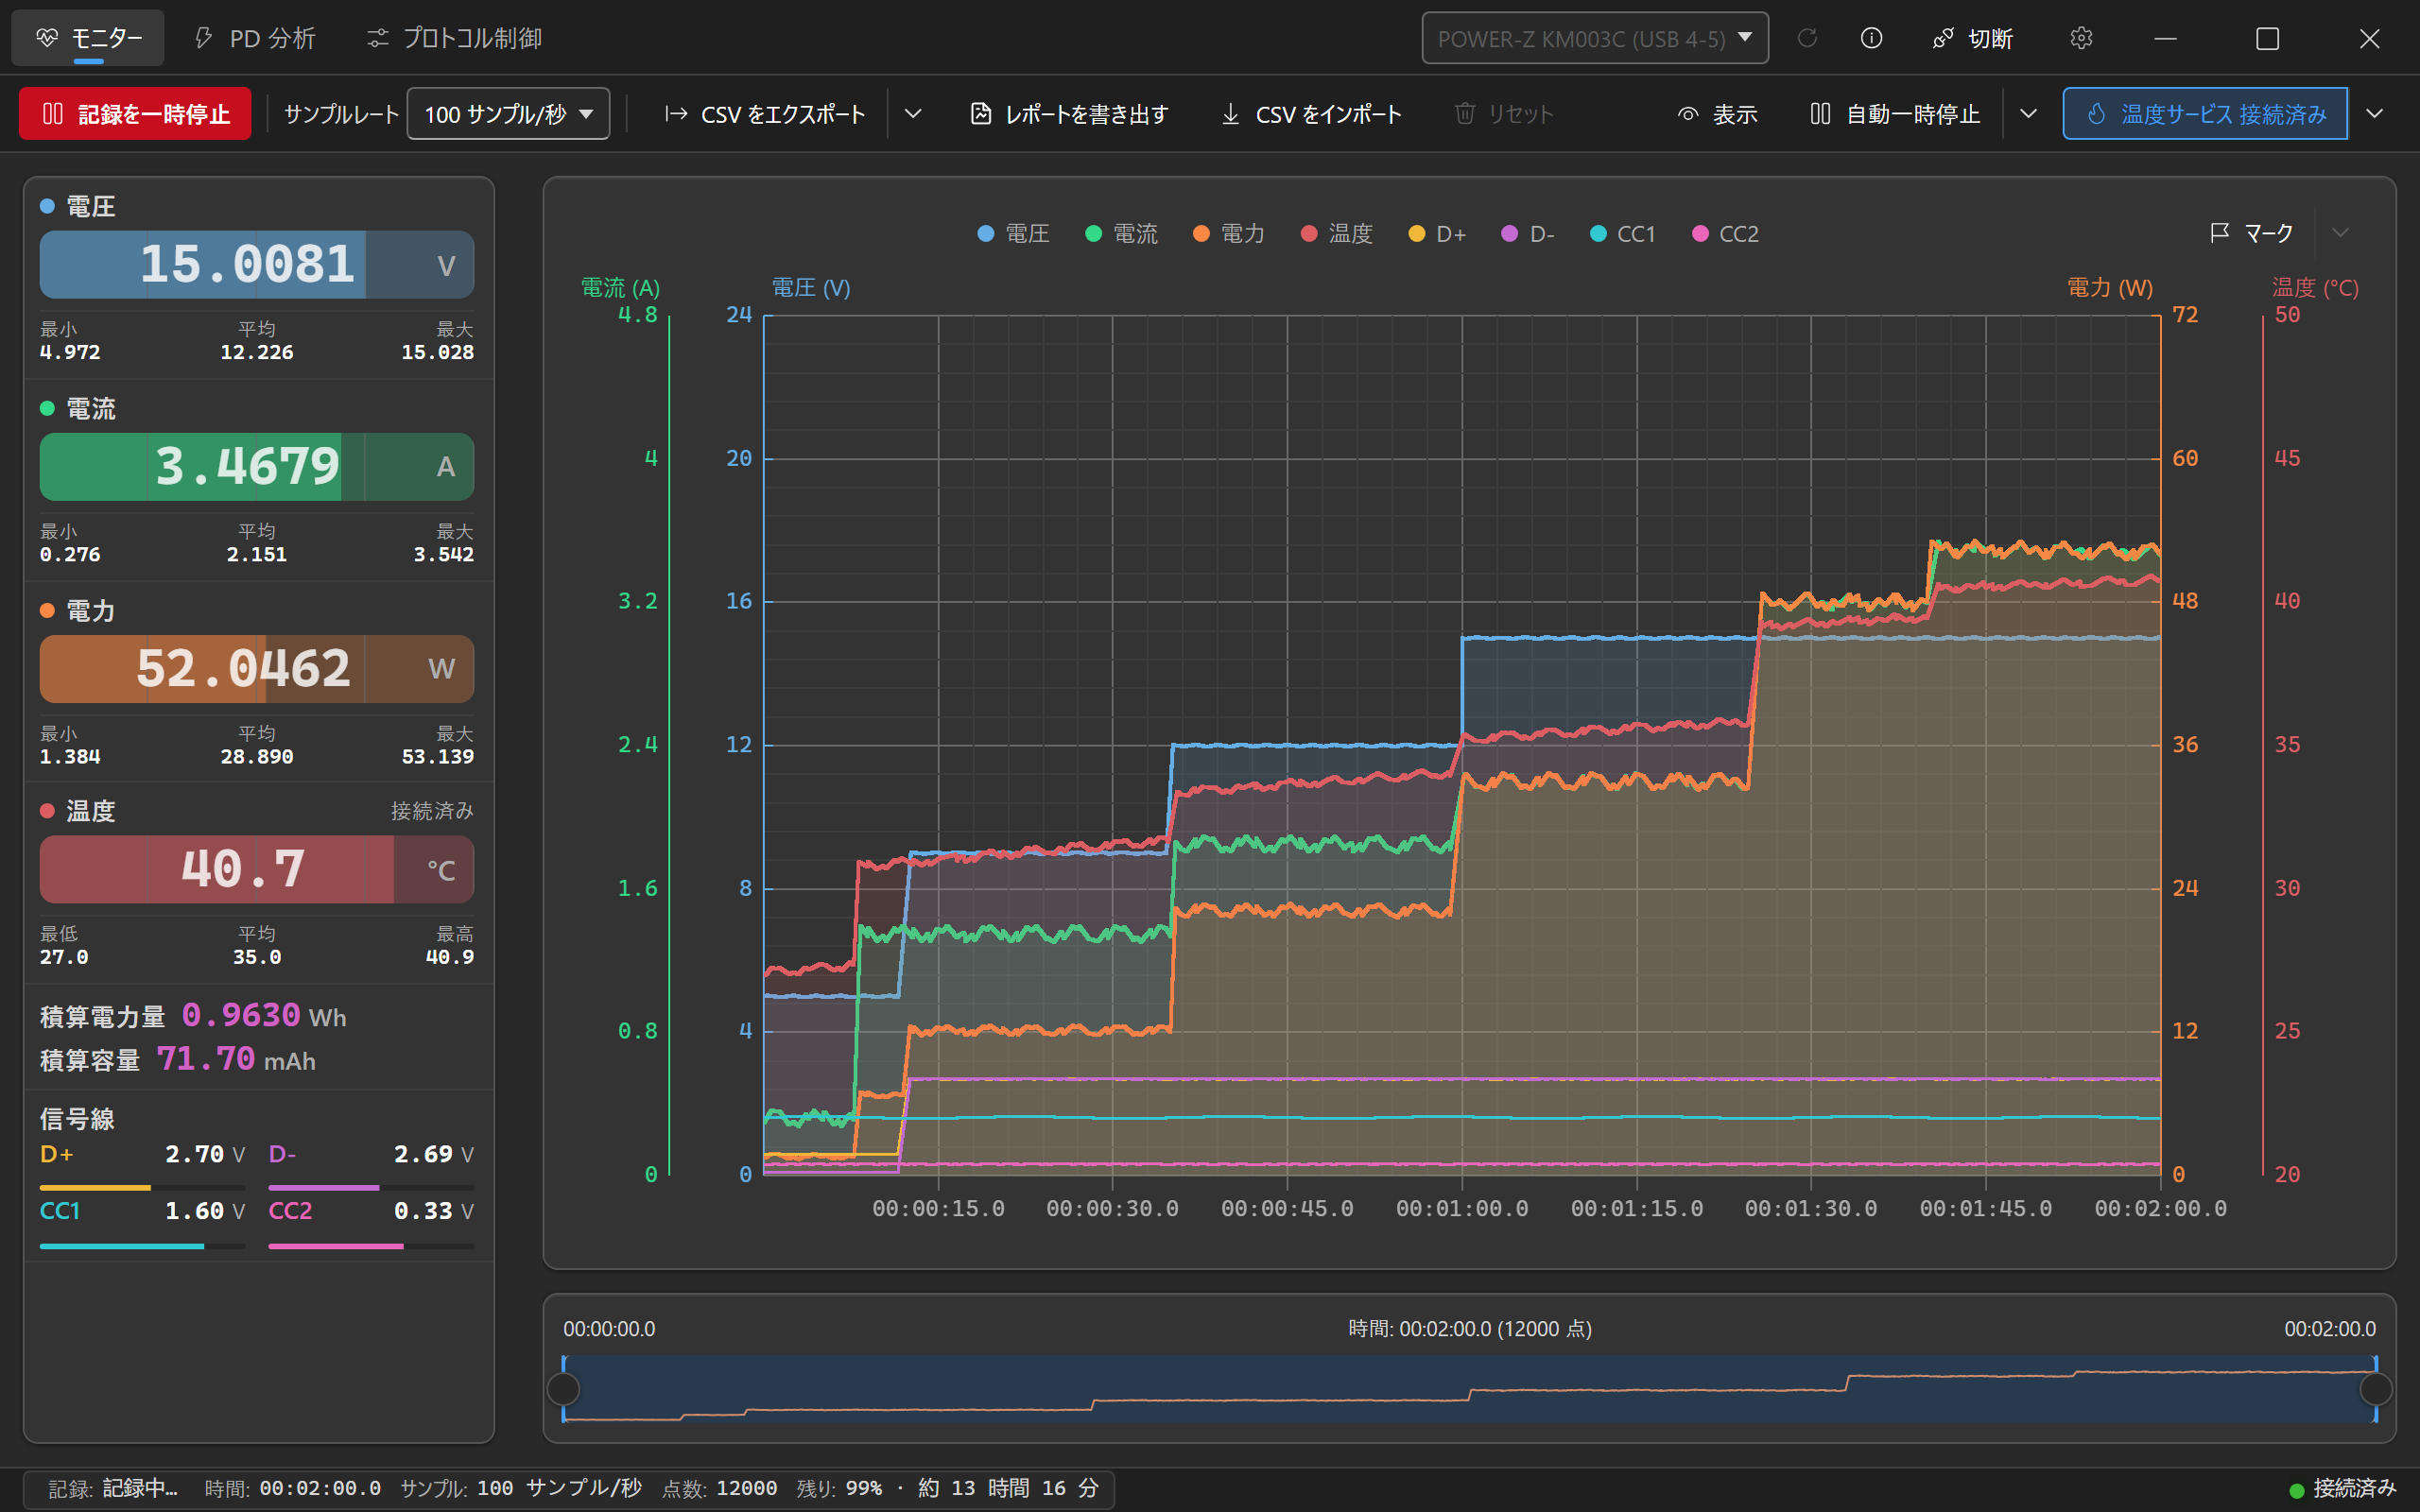 モニター PD 分析 プロトコル制御 POWER-Z KM003C (USB 4-5) 切断
記録を一時停止 サンプルレート 100 サンプル/秒 CSV をエクスポート レポートを書き出す CSV をインポート リセット 表示 自動一時停止 温度サービス 接続済み
電圧
15.0081 V
最小 平均 最大
4.972 12.226 15.028
電流
3.4679 A
最小 平均 最大
0.276 2.151 3.542
電力
52.0462 W
最小 平均 最大
1.384 28.890 53.139
温度 接続済み
40.7 °C
最低 平均 最高
27.0 35.0 40.9
積算電力量 0.9630 Wh
積算容量 71.70 mAh
信号線
D+ 2.70 V D- 2.69 V
CC1 1.60 V CC2 0.33 V
電圧 電流 電力 温度 D+ D- CC1 CC2 マーク
電流 (A) 電圧 (V) 電力 (W) 温度 (°C)
4.8 24 72 50
4 20 60 45
3.2 16 48 40
2.4 12 36 35
1.6 8 24 30
0.8 4 12 25
0 0 0 20
00:00:15.0 00:00:30.0 00:00:45.0 00:01:00.0 00:01:15.0 00:01:30.0 00:01:45.0 00:02:00.0
00:00:00.0 時間: 00:02:00.0 (12000 点) 00:02:00.0
記録: 記録中... 時間: 00:02:00.0 サンプル: 100 サンプル/秒 点数: 12000 残り: 99% · 約 13 時間 16 分 接続済み